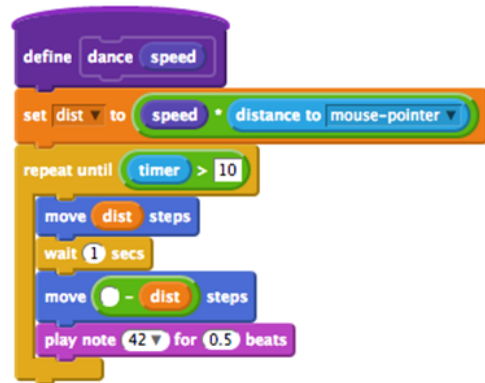 define dance speed
set dist to speed * distance to mouse-pointer
repeat until timer > 10
move dist steps
wait 1 secs
move - dist steps
play note 42 for 0.5 beats